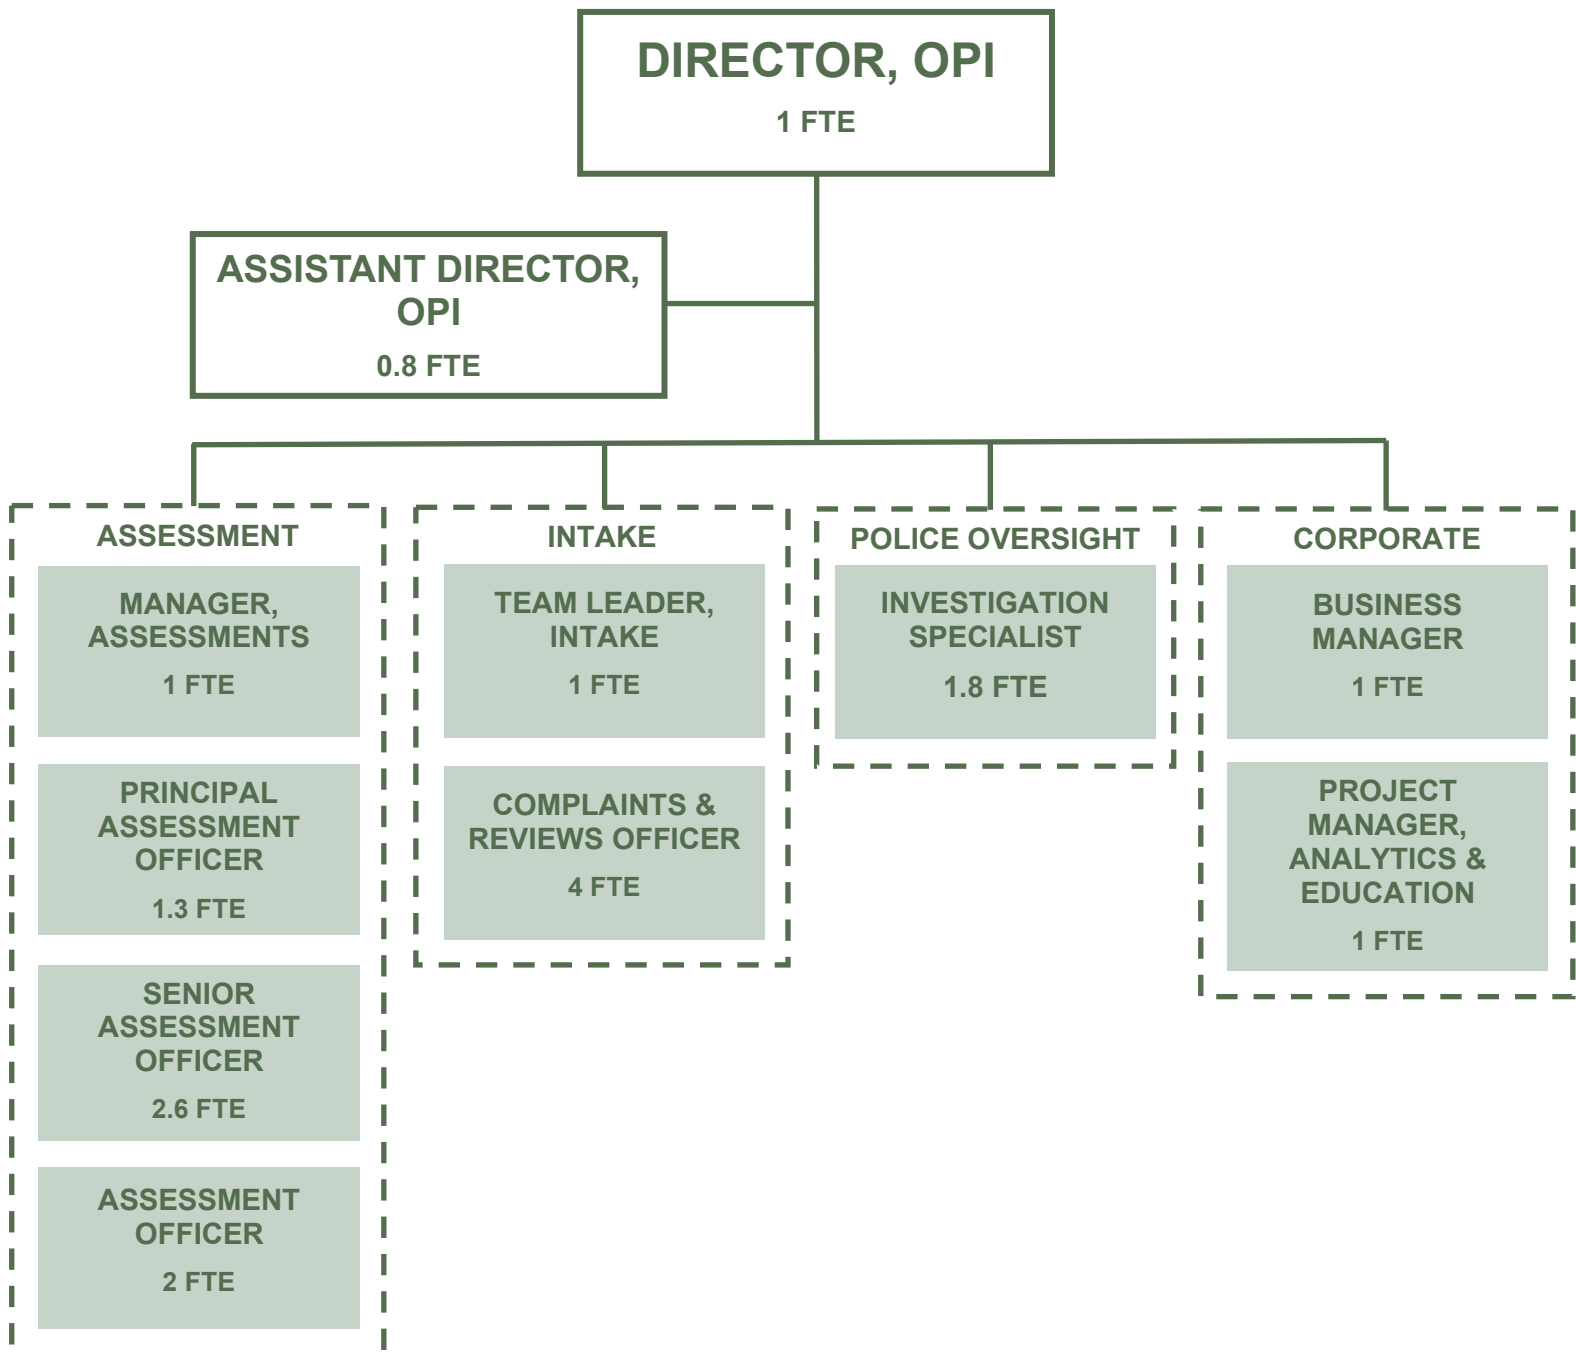 DIRECTOR, OPI
1 FTE
ASSISTANT DIRECTOR,
OPI
0.8 FTE
ASSESSMENT
MANAGER,
ASSESSMENTS
1 FTE
PRINCIPAL
ASSESSMENT
OFFICER
1.3 FTE
SENIOR
ASSESSMENT
OFFICER
2.6 FTE
ASSESSMENT
OFFICER
2 FTE
INTAKE
TEAM LEADER,
INTAKE
1 FTE
COMPLAINTS &
REVIEWS OFFICER
4 FTE
POLICE OVERSIGHT
INVESTIGATION
SPECIALIST
1.8 FTE
CORPORATE
BUSINESS
MANAGER
1 FTE
PROJECT
MANAGER,
ANALYTICS &
EDUCATION
1 FTE